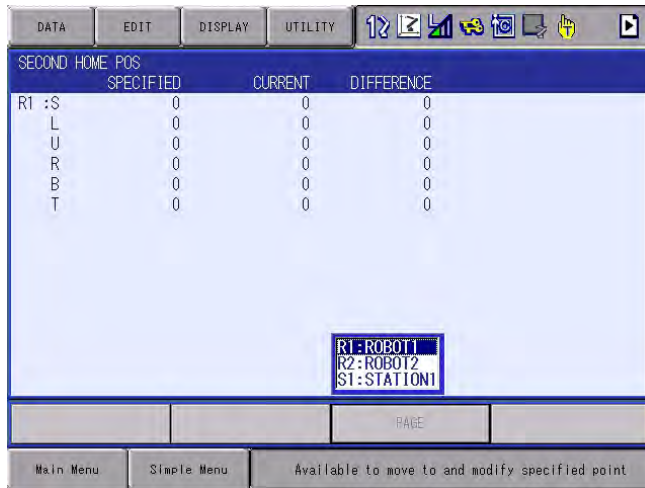 DATA EDIT DISPLAY UTILITY
SECOND HOME POS
SPECIFIED CURRENT DIFFERENCE
R1 :S 0 0 0
L 0 0 0
U 0 0 0
R 0 0 0
B 0 0 0
T 0 0 0
R1:ROBOT1
R2:ROBOT2
S1:STATION1
PAGE
Main Menu Simple Menu Available to move to and modify specified point